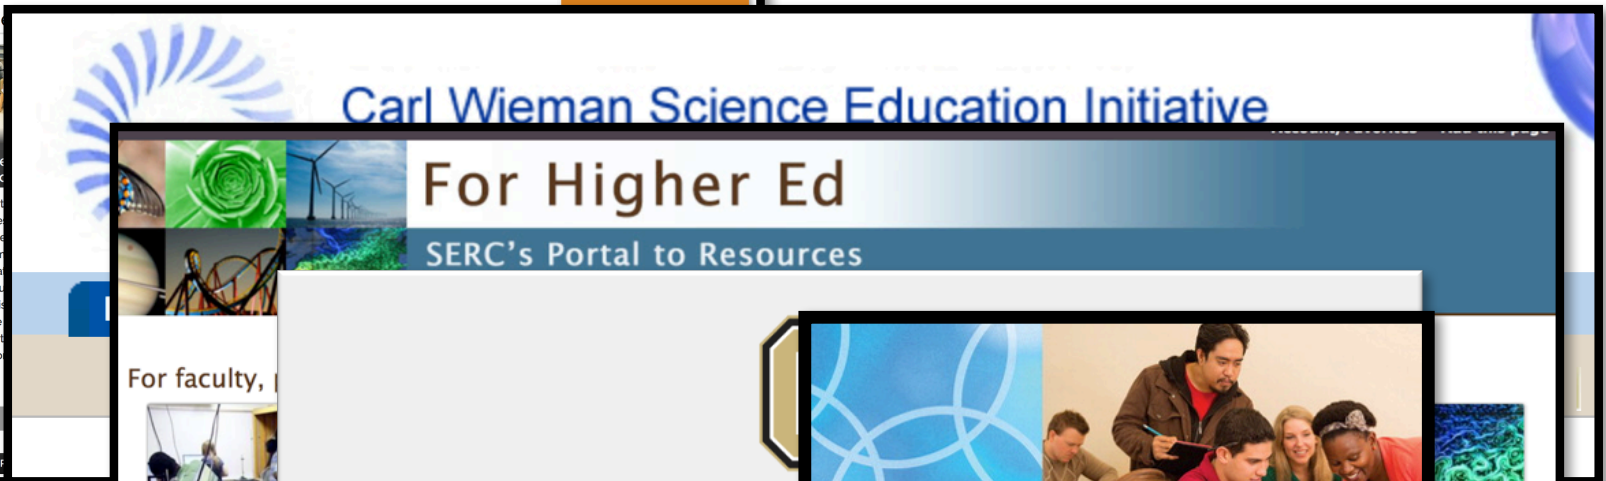 Carl Wieman Science Education Initiative
For Higher Ed
SERC's Portal to Resources
For faculty,